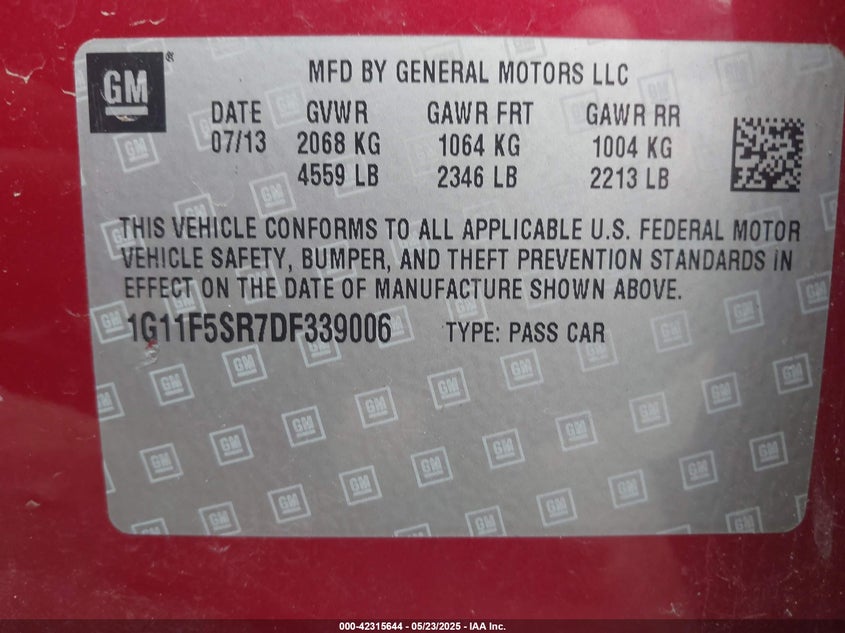 GM®
MFD BY GENERAL MOTORS LLC
DATE GVWR GAWR FRT GAWR RR
07/13 2068 KG 1064 KG 1004 KG
4559 LB 2346 LB 2213 LB
THIS VEHICLE CONFORMS TO ALL APPLICABLE U.S. FEDERAL MOTOR
VEHICLE SAFETY, BUMPER, AND THEFT PREVENTION STANDARDS IN
EFFECT ON THE DATE OF MANUFACTURE SHOWN ABOVE.
1G11F5SR7DF339006 TYPE: PASS CAR
000-42315644 - 05/23/2025 - IAA Inc.